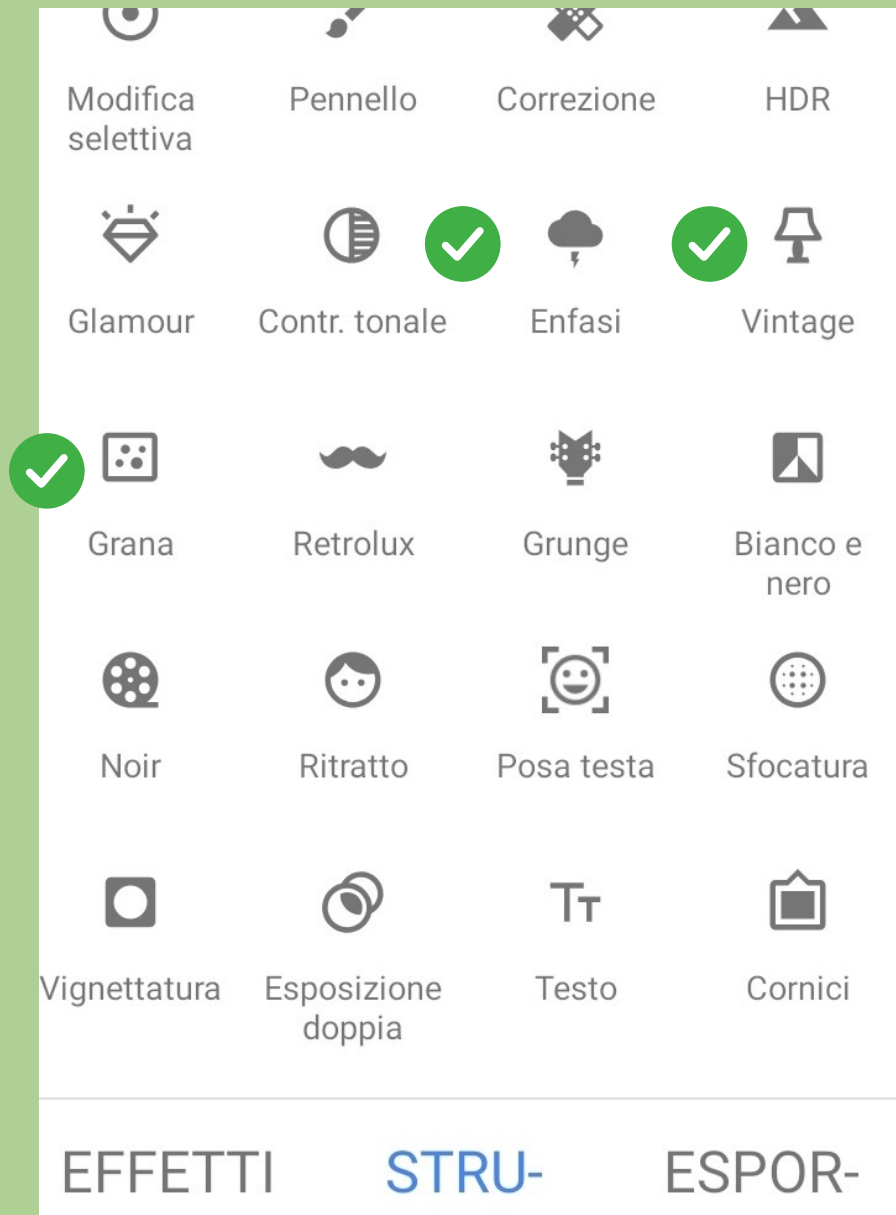 Modifica Pennello Correzione HDR
selettiva
Glamour Contr. tonale Enfasi Vintage
Grana Retrolux Grunge Bianco e
nero
Noir Ritratto Posa testa Sfocatura
Vignettatura Esposizione Testo Cornici
doppia
EFFETTI STRU- ESPOR-